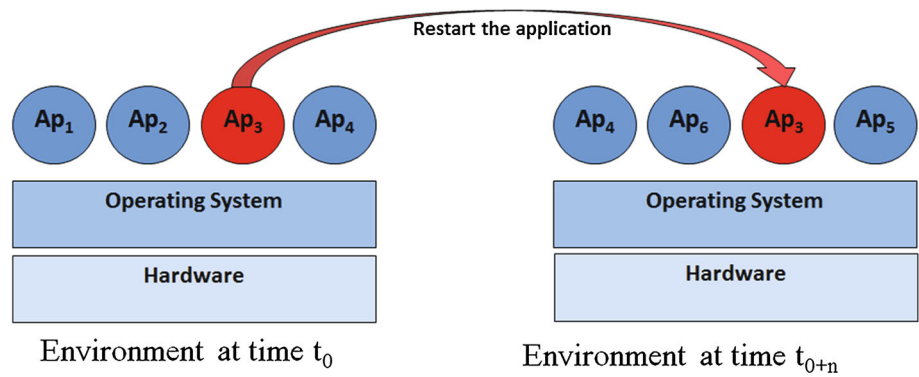 Restart the application
Ap₁ Ap₂ Ap₃ Ap₄
Operating System
Hardware
Environment at time t₀
Ap₄ Ap₆ Ap₃ Ap₅
Operating System
Hardware
Environment at time t₀₊ₙ